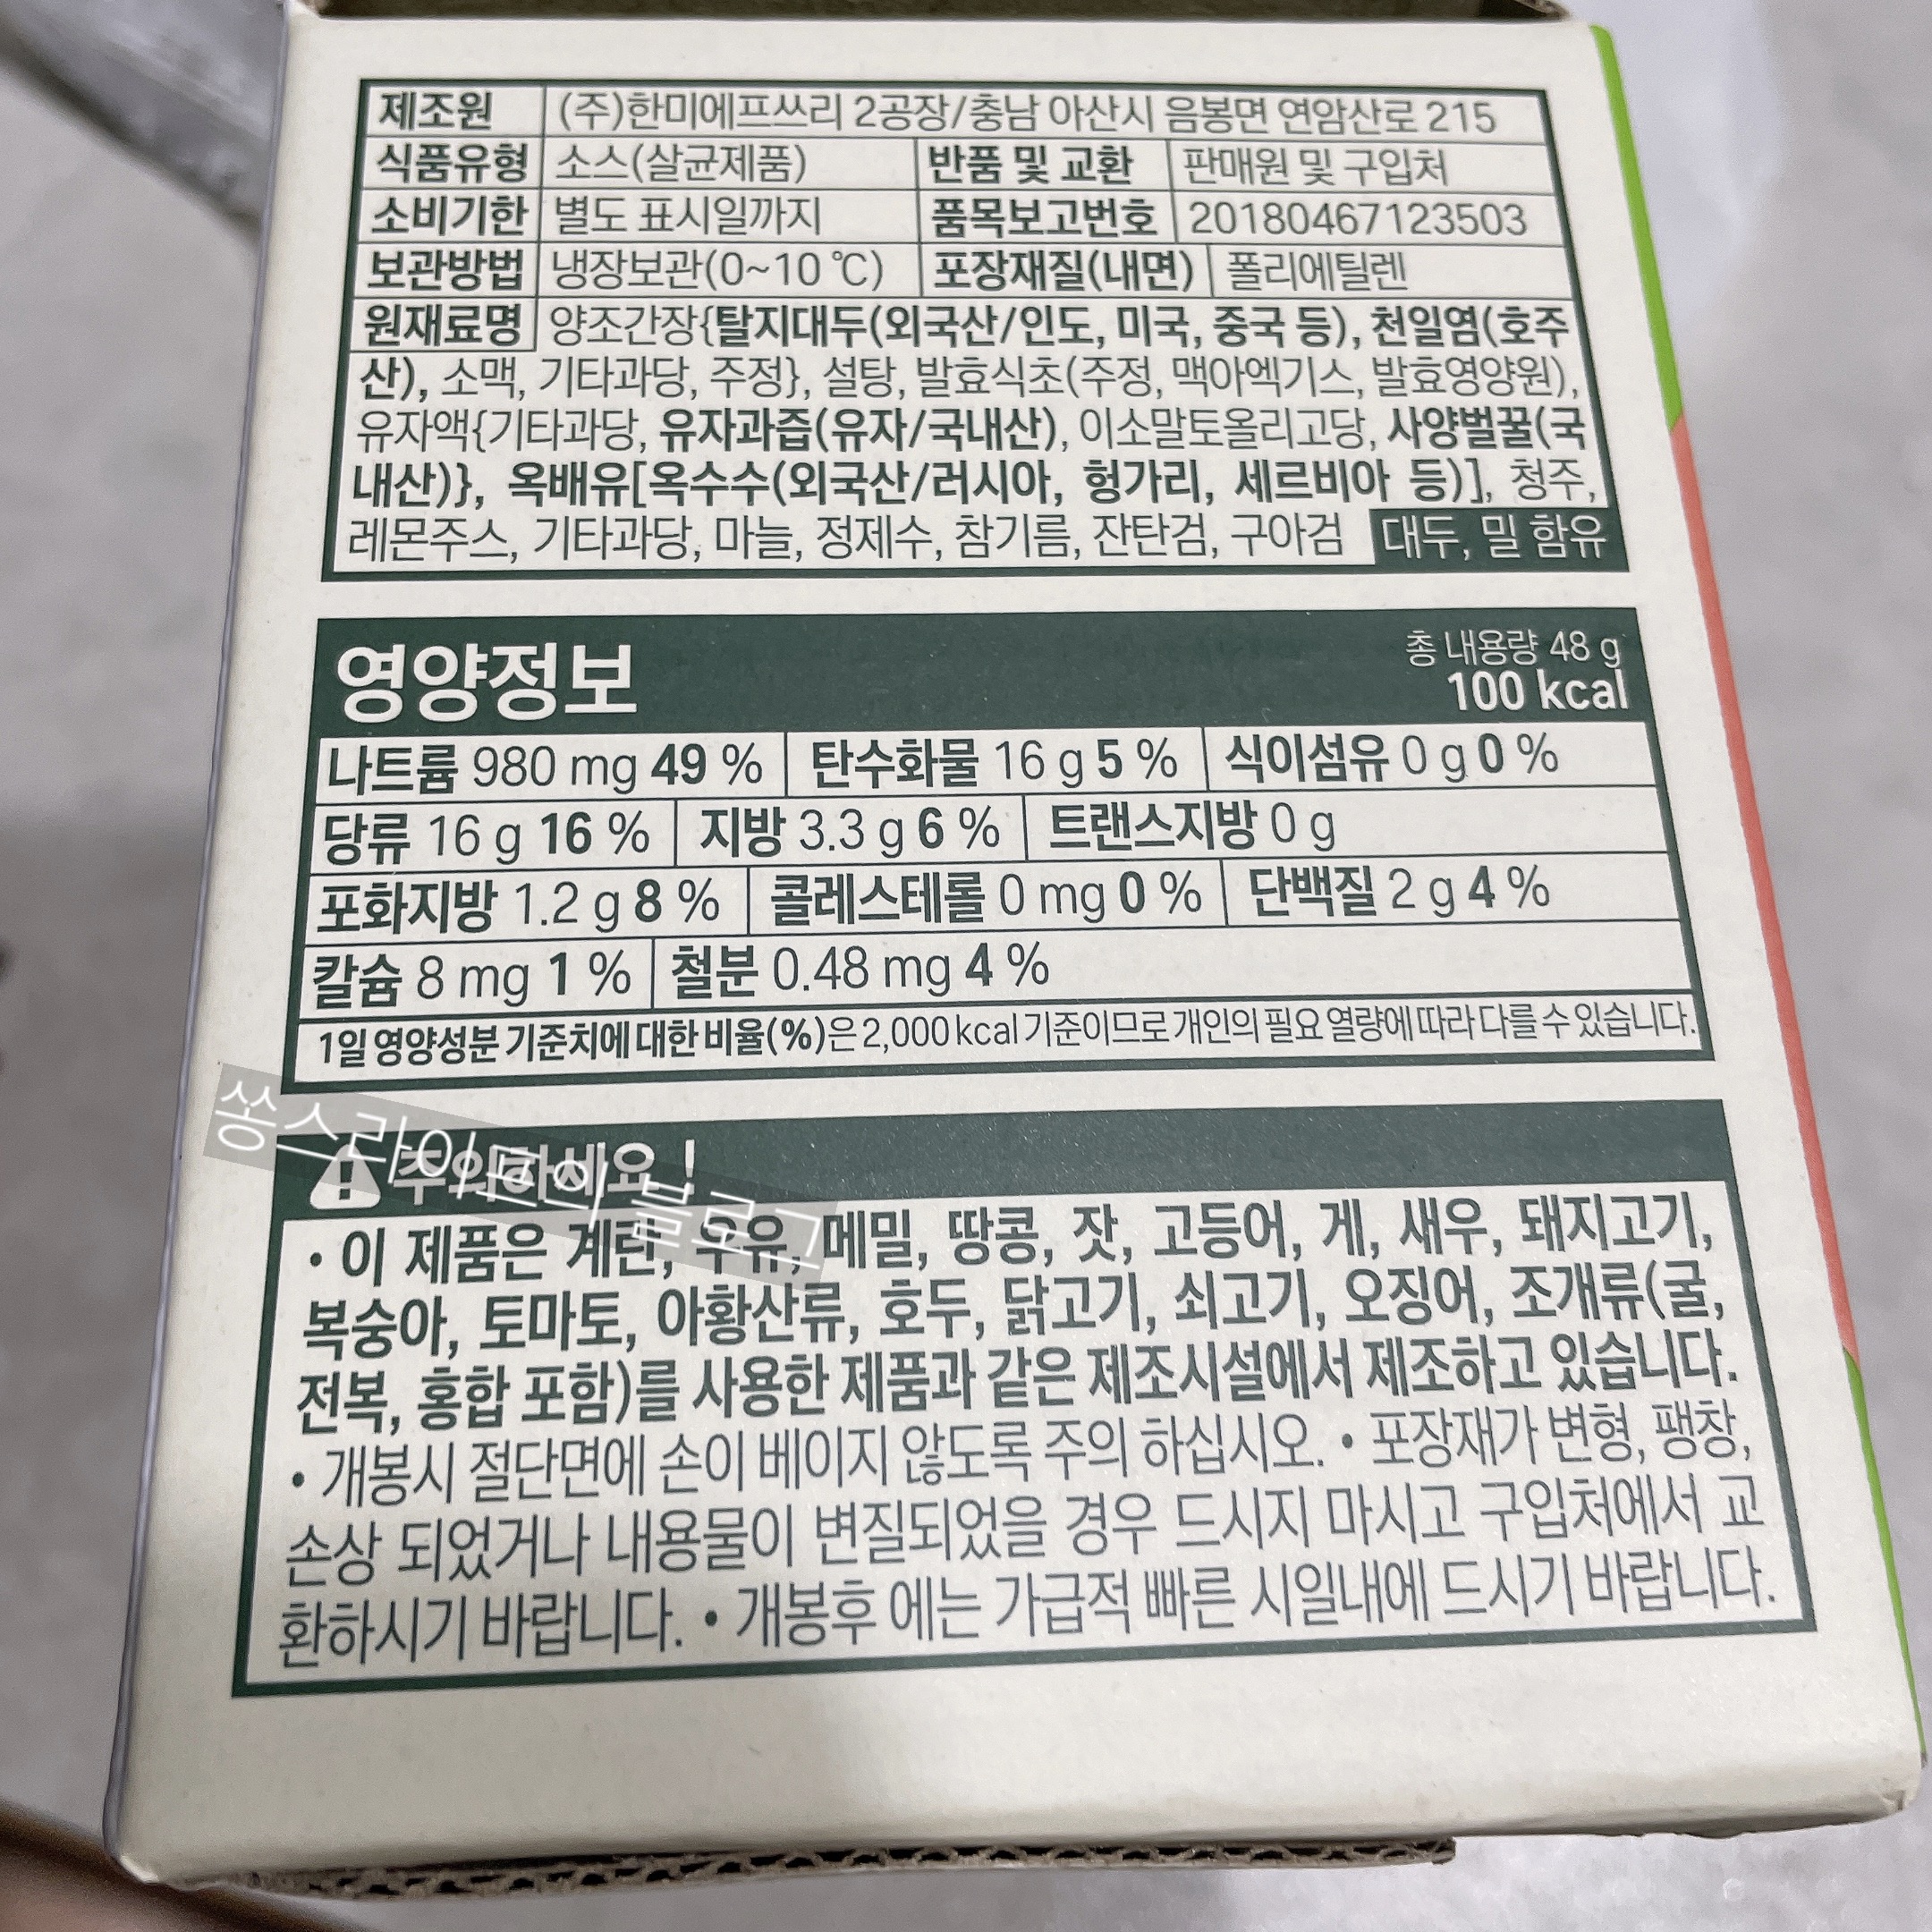 제조원 (주)한미에프쓰리 2공장/충남 아산시 음봉면 연암산로 215
식품유형 소스(살균제품) 반품 및 교환 판매원 및 구입처
소비기한 별도 표시일까지 품목보고번호 20180467123503
보관방법 냉장보관(0~10 ℃) 포장재질(내면) 폴리에틸렌
원재료명 양조간장{탈지대두(외국산/인도, 미국, 중국 등), 천일염(호주
산), 소맥, 기타과당, 주정}, 설탕, 발효식초(주정, 맥아엑기스, 발효영양원),
유자액{기타과당, 유자과즙(유자/국내산), 이소말토올리고당, 사양벌꿀(국
내산)}, 옥배유[옥수수(외국산/러시아, 헝가리, 세르비아 등)], 청주,
레몬주스, 기타과당, 마늘, 정제수, 참기름, 잔탄검, 구아검 대두, 밀 함유
영양정보 총 내용량 48 g
100 kcal
나트륨 980 mg 49 % 탄수화물 16 g 5 % 식이섬유 0 g 0 %
당류 16 g 16 % 지방 3.3 g 6 % 트랜스지방 0 g
포화지방 1.2 g 8 % 콜레스테롤 0 mg 0 % 단백질 2 g 4 %
칼슘 8 mg 1 % 철분 0.48 mg 4 %
1일 영양성분 기준치에 대한 비율(%)은 2,000 kcal 기준이므로 개인의 필요 열량에 따라 다를 수 있습니다.
쏭스라이프의 블로그
주의하세요!
• 이 제품은 계란, 우유, 메밀, 땅콩, 잣, 고등어, 게, 새우, 돼지고기,
복숭아, 토마토, 아황산류, 호두, 닭고기, 쇠고기, 오징어, 조개류(굴,
전복, 홍합 포함)를 사용한 제품과 같은 제조시설에서 제조하고 있습니다.
• 개봉시 절단면에 손이 베이지 않도록 주의 하십시오. • 포장재가 변형, 팽창,
손상 되었거나 내용물이 변질되었을 경우 드시지 마시고 구입처에서 교
환하시기 바랍니다. • 개봉후 에는 가급적 빠른 시일내에 드시기 바랍니다.